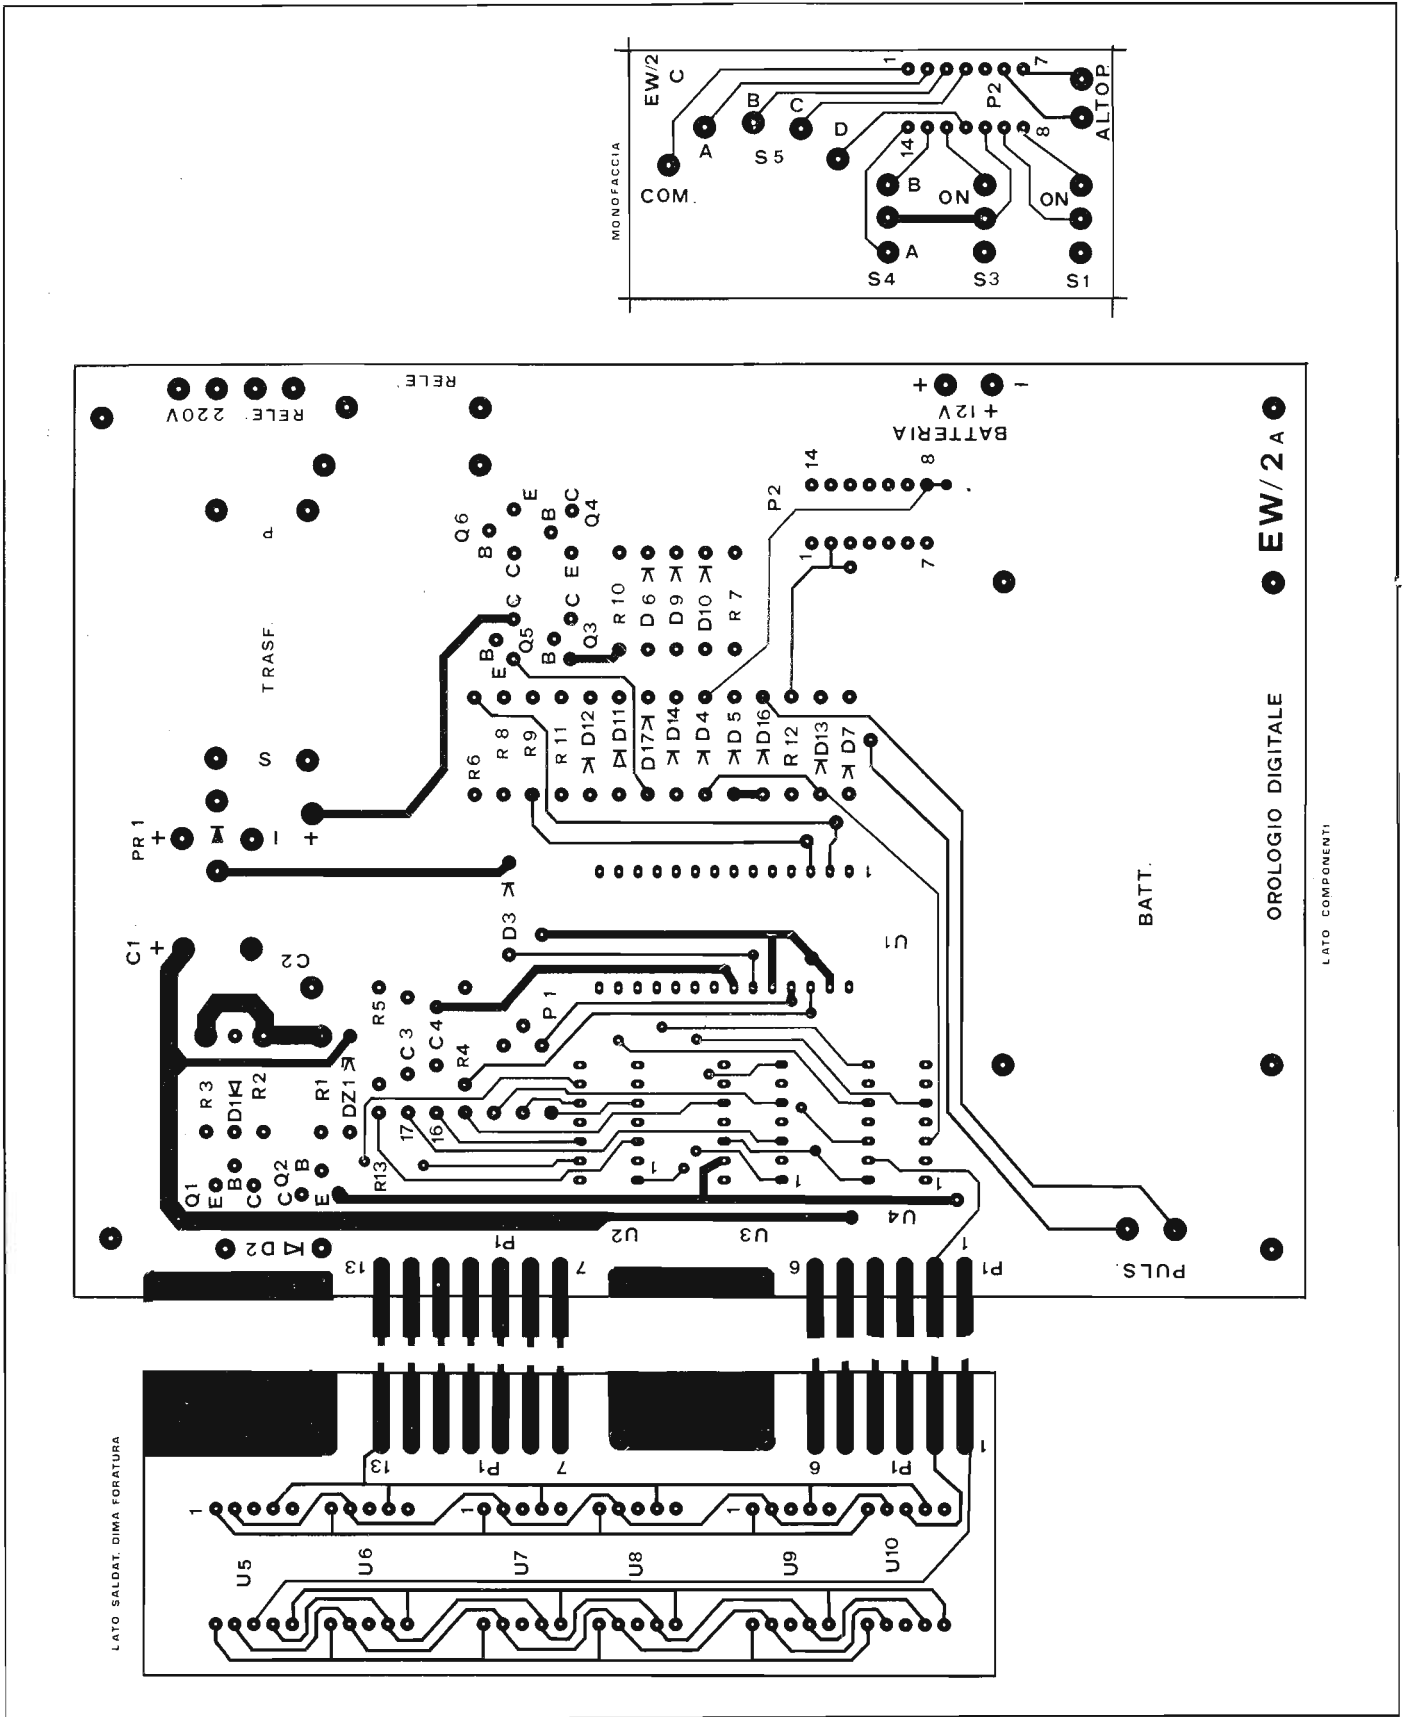 EW/2
C
1
7
P2
ALTOP.
B
C
D
A
S5
14
8
COM.
B
ON
ON
A
S4
S3
S1
MONOFACCIA
RELE.
220V
RELE.
+
-
+12V
BATTERIA
14
8
P2
1
7
EW/2 A
P
TRASF.
S
Q6
B
E
C
B
C
Q4
C
E
C
C
B
E
Q5
B
Q3
R10
D6
D9
D10
R7
R6
R8
R9
R11
D12
D11
D17
D14
D4
D5
D16
R12
D13
D7
PR1
+
-
+
1
C1
+
C2
D3
U1
BATT.
OROLOGIO DIGITALE
LATO COMPONENTI
R5
C3
C4
R4
P1
R3
D1
R2
R1
DZ1
17
16
R13
Q1
E
B
C
Q2
C
B
E
1
1
1
D2
U2
U3
U4
13
P1
7
6
1
P1
PULS.
13
P1
7
6
P1
1
LATO SALDAT. DIMA FORATURA
1
1
1
U5
U6
U7
U8
U9
U10